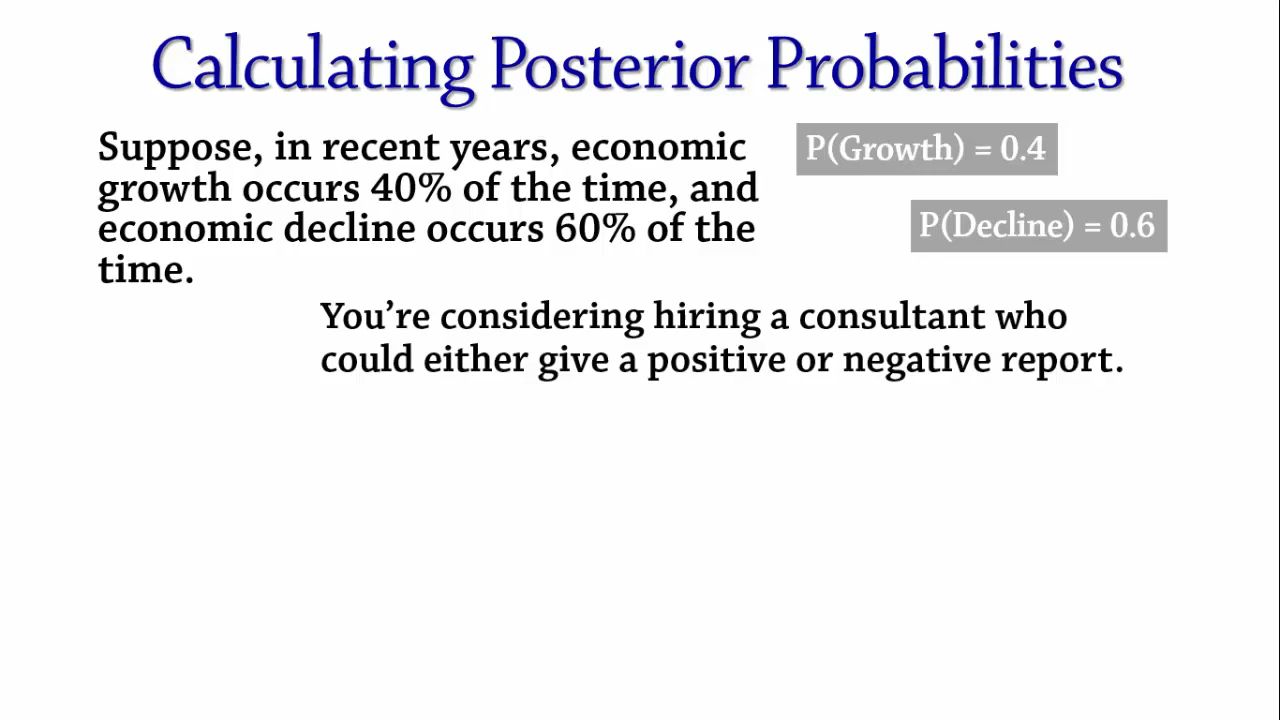 Calculating Posterior Probabilities
Suppose, in recent years, economic
growth occurs 40% of the time, and
economic decline occurs 60% of the
time.
P(Growth) = 0.4
P(Decline) = 0.6
You’re considering hiring a consultant who
could either give a positive or negative report.